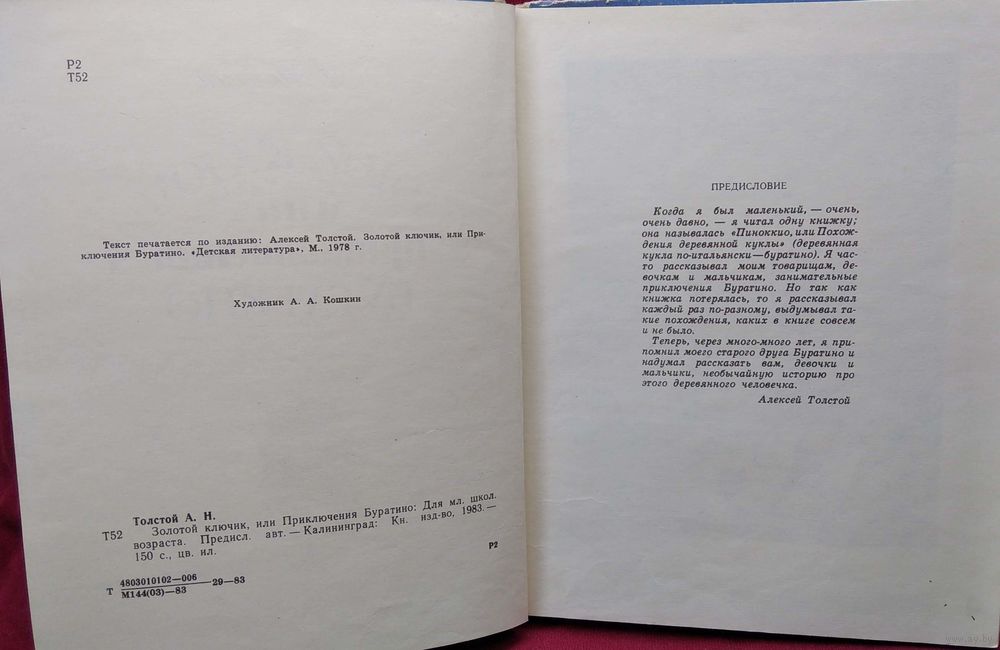 Р2
Т52
Текст печатается по изданию: Алексей Толстой. Золотой ключик, или При-
ключения Буратино. «Детская литература», М., 1978 г.
Художник А. А. Кошкин
Толстой А. Н.
Т52 Золотой ключик, или Приключения Буратино: Для мл. школ.
возраста. Предисл. авт. — Калининград: Кн. изд-во, 1983. —
150 с., цв. ил.
Р2
4803010102—006
Т 29—83
М144(03)—83
ПРЕДИСЛОВИЕ
Когда я был маленький, — очень,
очень давно, — я читал одну книжку;
она называлась «Пиноккио, или Похож-
дения деревянной куклы» (деревянная
кукла по-итальянски—буратино). Я час-
то рассказывал моим товарищам, де-
вочкам и мальчикам, занимательные
приключения Буратино. Но так как
книжка потерялась, то я рассказывал
каждый раз по-разному, выдумывал та-
кие похождения, каких в книге совсем
и не было.
Теперь, через много-много лет, я при-
помнил моего старого друга Буратино и
надумал рассказать вам, девочки и
мальчики, необычайную историю про
этого деревянного человечка.
Алексей Толстой
www.ay.by